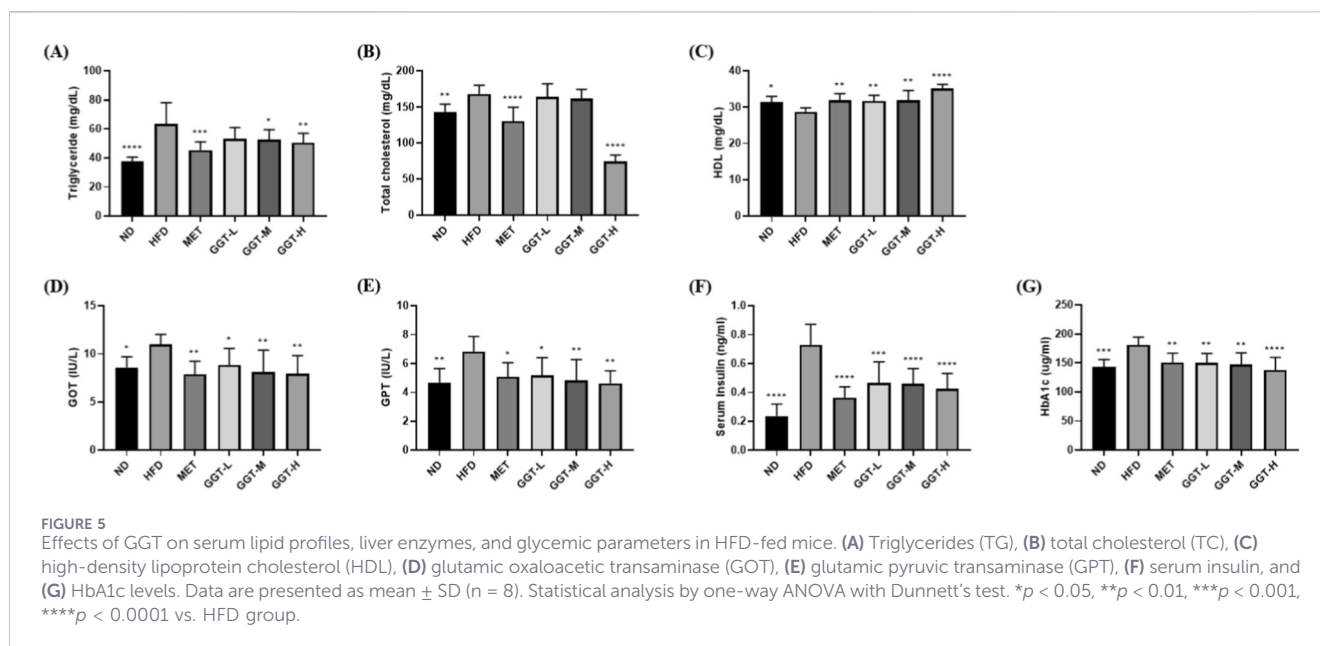 (A)
Triglyceride (mg/dL)
100
80
60
40
20
0
****
***
*
**
ND
HFD
MET
GGT-L
GGT-M
GGT-H
(B)
Total cholesterol (mg/dL)
200
150
100
50
0
**
****
****
ND
HFD
MET
GGT-L
GGT-M
GGT-H
(C)
HDL (mg/dL)
40
30
20
10
0
*
**
**
**
****
ND
HFD
MET
GGT-L
GGT-M
GGT-H
(D)
GOT (IU/L)
15
10
5
0
*
**
*
**
**
ND
HFD
MET
GGT-L
GGT-M
GGT-H
(E)
GPT (IU/L)
10
8
6
4
2
0
**
*
*
**
**
ND
HFD
MET
GGT-L
GGT-M
GGT-H
(F)
Serum Insulin (ng/ml)
1.0
0.8
0.6
0.4
0.2
0.0
****
****
***
****
****
ND
HFD
MET
GGT-L
GGT-M
GGT-H
(G)
HbA1c (ug/ml)
250
200
150
100
50
0
***
**
**
**
****
ND
HFD
MET
GGT-L
GGT-M
GGT-H
FIGURE 5
Effects of GGT on serum lipid profiles, liver enzymes, and glycemic parameters in HFD-fed mice. (A) Triglycerides (TG), (B) total cholesterol (TC), (C)
high-density lipoprotein cholesterol (HDL), (D) glutamic oxaloacetic transaminase (GOT), (E) glutamic pyruvic transaminase (GPT), (F) serum insulin, and
(G) HbA1c levels. Data are presented as mean ± SD (n = 8). Statistical analysis by one-way ANOVA with Dunnett's test. *p < 0.05, **p < 0.01, ***p < 0.001,
****p < 0.0001 vs. HFD group.